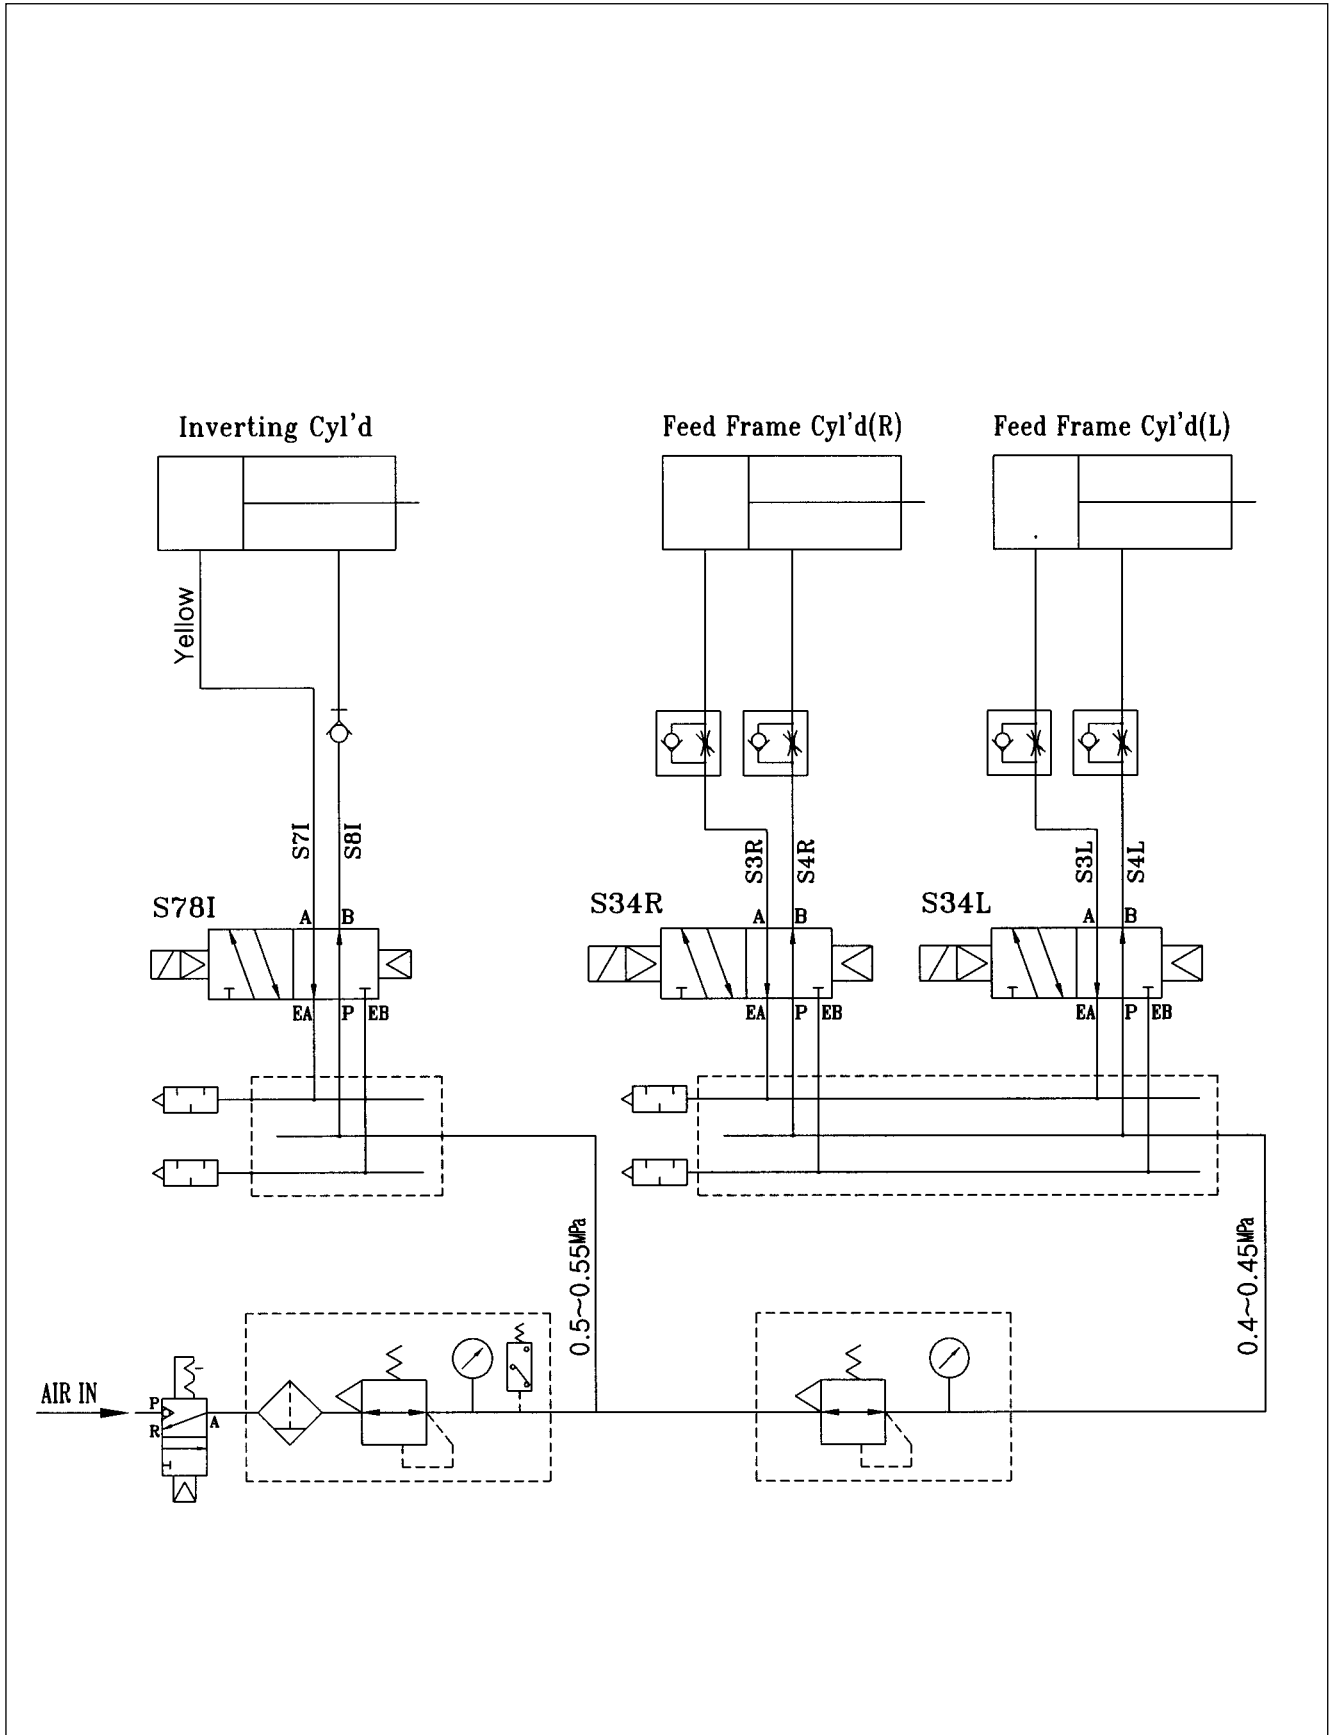 Inverting Cyl'd
Feed Frame Cyl'd(R)
Feed Frame Cyl'd(L)
Yellow
S7I
S8I
S3R
S4R
S3L
S4L
S78I
A
B
S34R
A
B
S34L
A
B
EA
P
EB
EA
P
EB
EA
P
EB
0.5~0.55MPa
0.4~0.45MPa
AIR IN
P
R
A